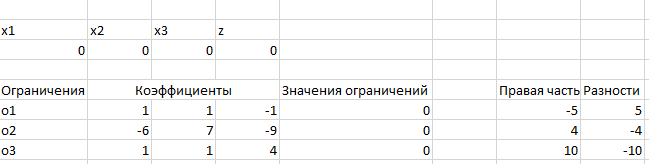 x1 x2 x3 z
0 0 0 0
Ограничения Коэффициенты Значения ограничений Правая часть Разности
o1 1 1 -1 0 -5 5
o2 -6 7 -9 0 4 -4
o3 1 1 4 0 10 -10